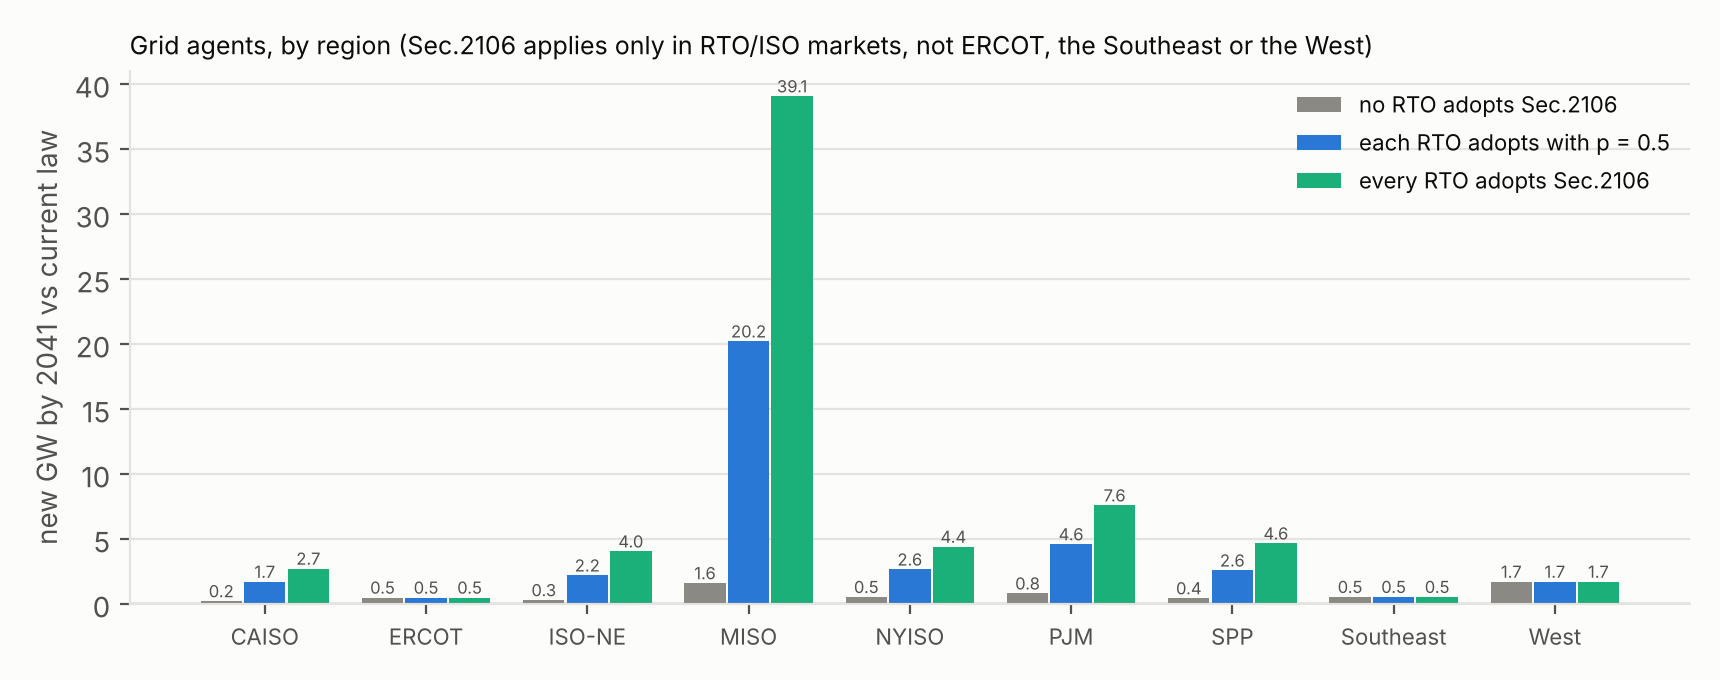 Grid agents, by region (Sec.2106 applies only in RTO/ISO markets, not ERCOT, the Southeast or the West)
new GW by 2041 vs current law
40
35
30
25
20
15
10
5
0
no RTO adopts Sec.2106
each RTO adopts with p = 0.5
every RTO adopts Sec.2106
0.2 1.7 2.7
0.5 0.5 0.5
0.3 2.2 4.0
1.6 20.2 39.1
0.5 2.6 4.4
0.8 4.6 7.6
0.4 2.6 4.6
0.5 0.5 0.5
1.7 1.7 1.7
CAISO ERCOT ISO-NE MISO NYISO PJM SPP Southeast West